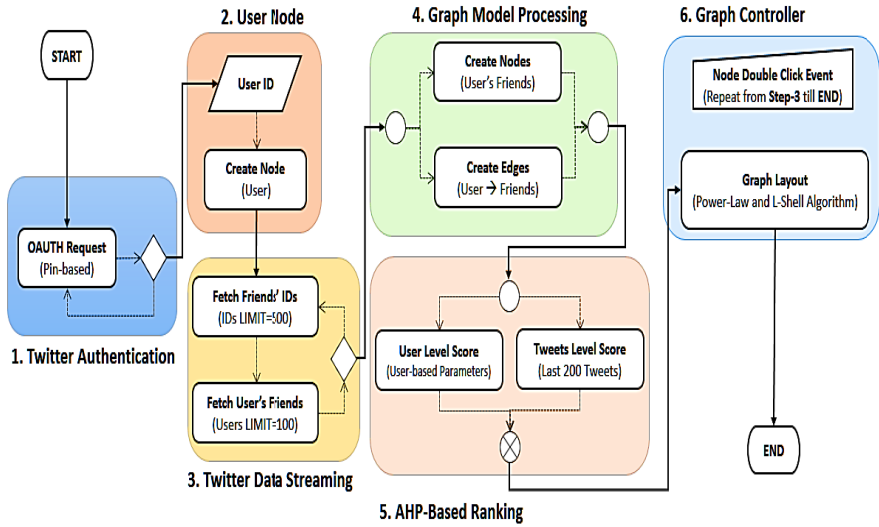 START
OAUTH Request
(Pin-based)
1. Twitter Authentication
2. User Node
User ID
Create Node
(User)
Fetch Friends' IDs
(IDs LIMIT=500)
Fetch User's Friends
(Users LIMIT=100)
3. Twitter Data Streaming
4. Graph Model Processing
Create Nodes
(User's Friends)
Create Edges
(User → Friends)
User Level Score
(User-based Parameters)
Tweets Level Score
(Last 200 Tweets)
5. AHP-Based Ranking
6. Graph Controller
Node Double Click Event
(Repeat from Step-3 till END)
Graph Layout
(Power-Law and L-Shell Algorithm)
END